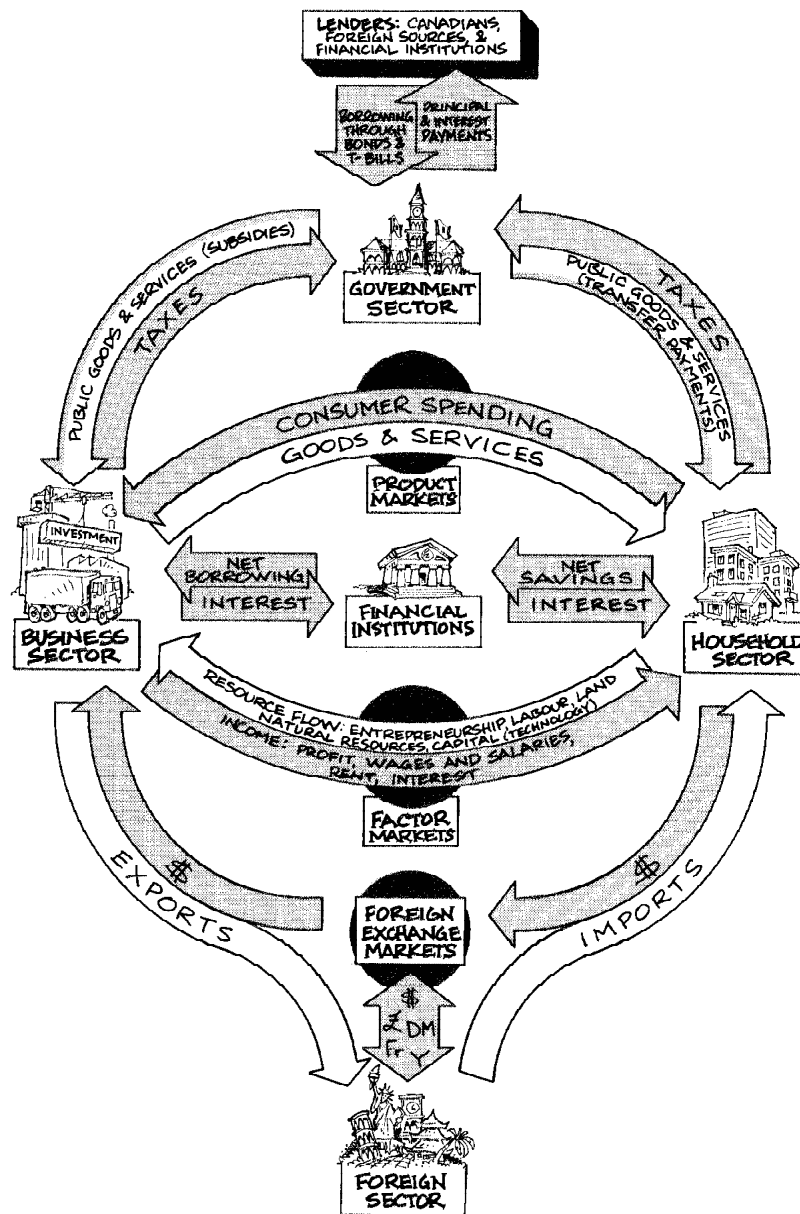 LENDERS: CANADIANS,
FOREIGN SOURCES, &
FINANCIAL INSTITUTIONS
BORROWING
THROUGH
BONDS &
T-BILLS
PRINCIPAL
& INTEREST
PAYMENTS
GOVERNMENT
SECTOR
PUBLIC GOODS & SERVICES (SUBSIDIES)
TAXES
TAXES
PUBLIC GOODS & SERVICES
(TRANSFER PAYMENTS)
CONSUMER SPENDING
GOODS & SERVICES
PRODUCT
MARKETS
INVESTMENT
BUSINESS
SECTOR
NET
BORROWING
INTEREST
FINANCIAL
INSTITUTIONS
NET
SAVINGS
INTEREST
HOUSEHOLD
SECTOR
RESOURCE FLOW: ENTREPRENEURSHIP, LABOUR, LAND
NATURAL RESOURCES, CAPITAL (TECHNOLOGY)
INCOME: PROFIT, WAGES AND SALARIES,
RENT, INTEREST
FACTOR
MARKETS
$
EXPORTS
$
IMPORTS
FOREIGN
EXCHANGE
MARKETS
$
£ DM
Fr Y
FOREIGN
SECTOR